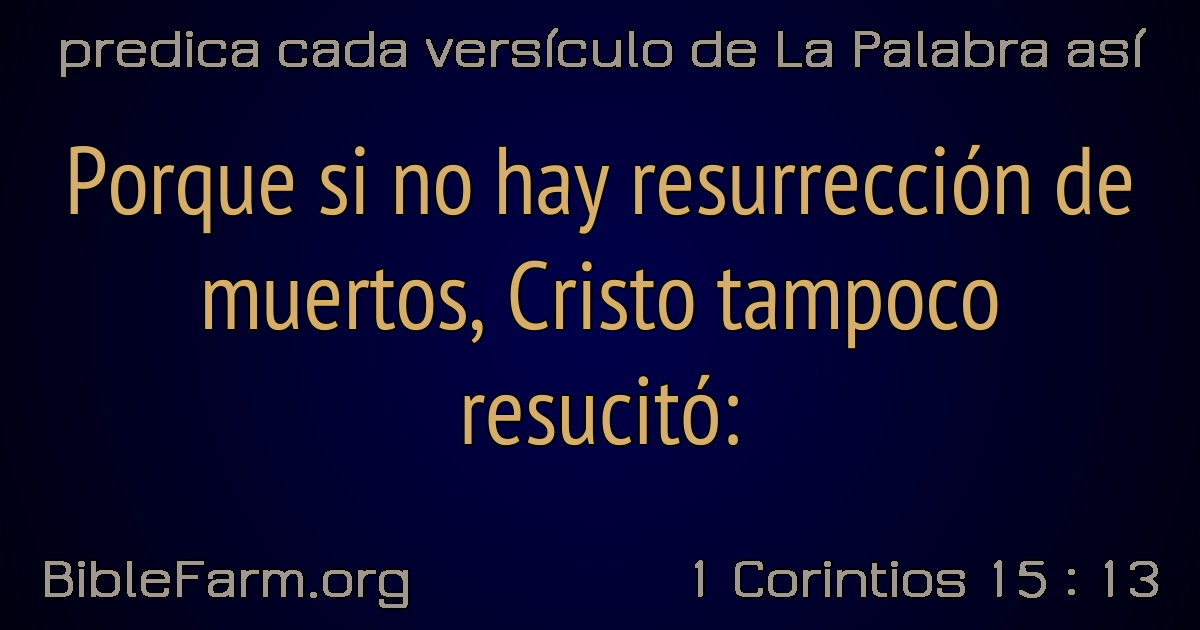 predica cada versículo de La Palabra así
Porque si no hay resurrección de
muertos, Cristo tampoco
resucitó:
BibleFarm.org
1 Corintios 15 : 13